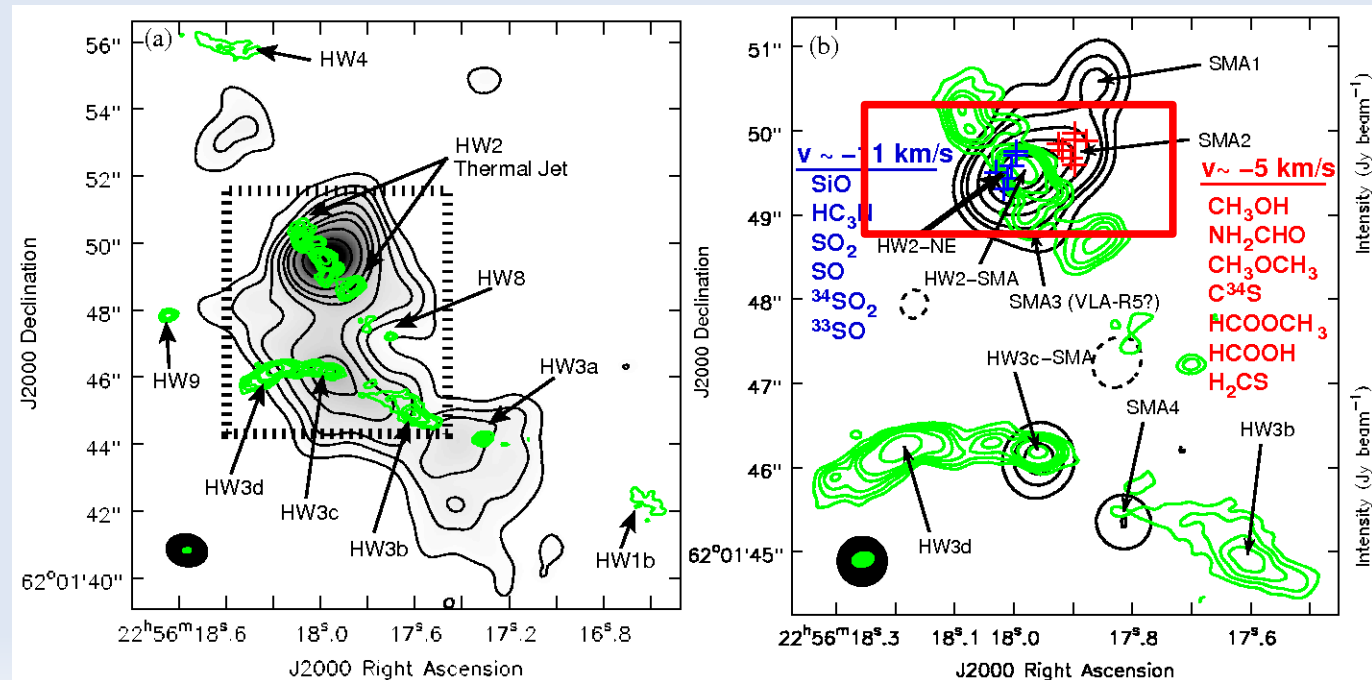 (a)
HW4
HW2
Thermal Jet
HW8
HW9
HW3a
HW3d
HW3c
HW3b
HW1b
56"
54"
52"
50"
48"
46"
44"
42"
62°01'40"
J2000 Declination
22ʰ56ᵐ18ˢ.6
18ˢ.0
17ˢ.6
17ˢ.2
16ˢ.8
J2000 Right Ascension
(b)
SMA1
SMA2
v ~ −11 km/s
SiO
HC₃N
SO₂
SO
³⁴SO₂
³³SO
v~ −5 km/s
CH₃OH
NH₂CHO
CH₃OCH₃
C³⁴S
HCOOCH₃
HCOOH
H₂CS
HW2−NE
HW2−SMA
SMA3 (VLA−R5?)
HW3c−SMA
SMA4
HW3b
HW3d
51"
50"
49"
48"
47"
46"
62°01'45"
J2000 Declination
22ʰ56ᵐ18ˢ.3
18ˢ.1
18ˢ.0
17ˢ.8
17ˢ.6
J2000 Right Ascension
Intensity (Jy beam⁻¹)
Intensity (Jy beam⁻¹)